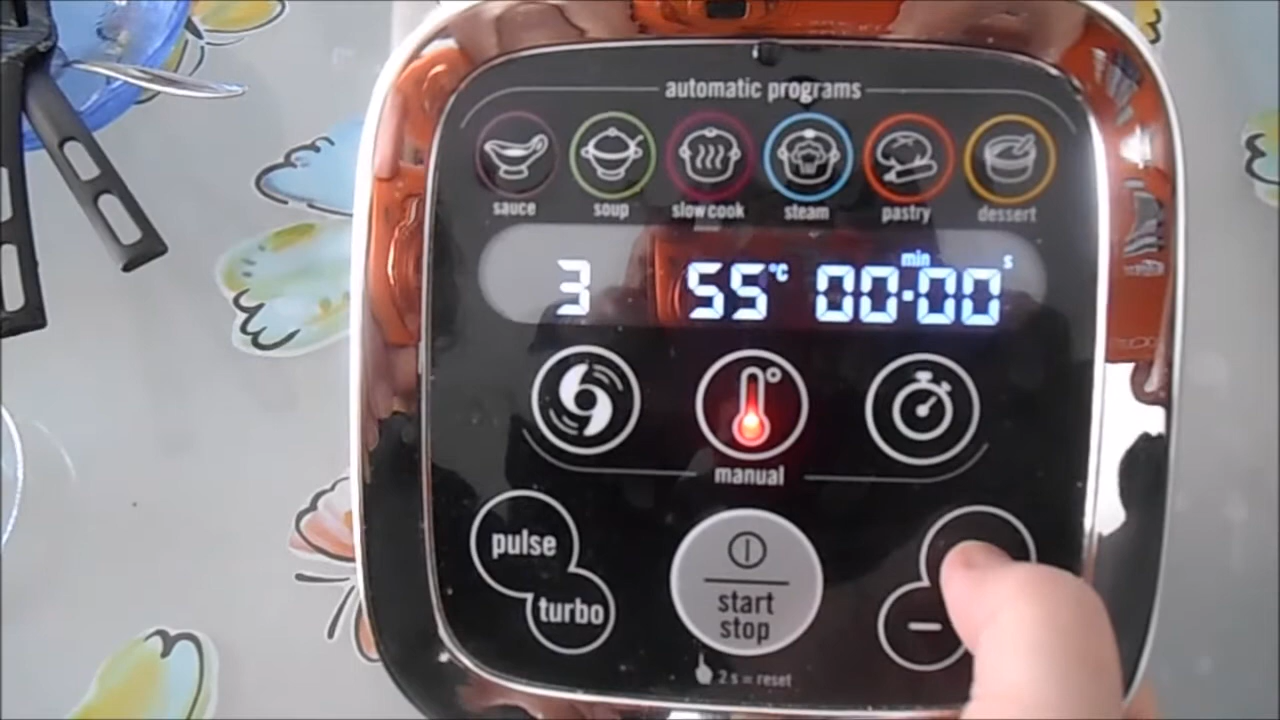 automatic programs
sauce soup slow cook steam pastry dessert
min s
3 55°C 00:00
manual
pulse
turbo
start
stop
−
2 s = reset